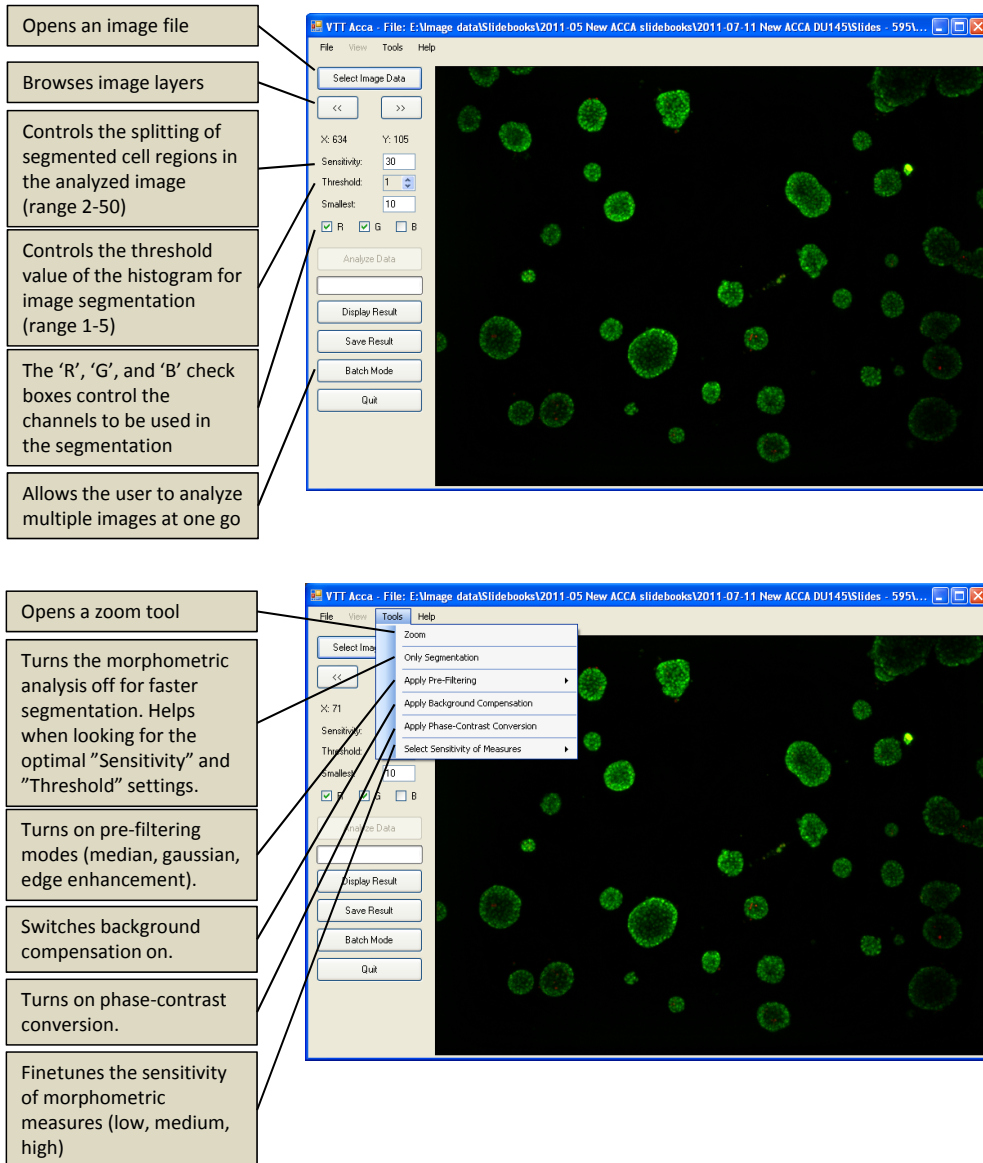 Opens an image file
Browses image layers
Controls the splitting of
segmented cell regions in
the analyzed image
(range 2-50)
Controls the threshold
value of the histogram for
image segmentation
(range 1-5)
The ‘R’, ‘G’, and ‘B’ check
boxes control the
channels to be used in
the segmentation
Allows the user to analyze
multiple images at one go
VTT Acca - File: E:\Image data\Slidebooks\2011-05 New ACCA slidebooks\2011-07-11 New ACCA DU145\Slides - 595\...
File View Tools Help
Select Image Data
<< >>
X: 634 Y: 105
Sensitivity: 30
Threshold: 1
Smallest: 10
R G B
Analyze Data
Display Result
Save Result
Batch Mode
Quit
Opens a zoom tool
Turns the morphometric
analysis off for faster
segmentation. Helps
when looking for the
optimal ”Sensitivity” and
”Threshold” settings.
Turns on pre-filtering
modes (median, gaussian,
edge enhancement).
Switches background
compensation on.
Turns on phase-contrast
conversion.
Finetunes the sensitivity
of morphometric
measures (low, medium,
high)
VTT Acca - File: E:\Image data\Slidebooks\2011-05 New ACCA slidebooks\2011-07-11 New ACCA DU145\Slides - 595\...
File View Tools Help
Zoom
Only Segmentation
Apply Pre-Filtering
Apply Background Compensation
Apply Phase-Contrast Conversion
Select Sensitivity of Measures
Select Ima
<<
X: 71
Sensitivity:
Threshold:
Smallest: 10
R G B
Analyze Data
Display Result
Save Result
Batch Mode
Quit